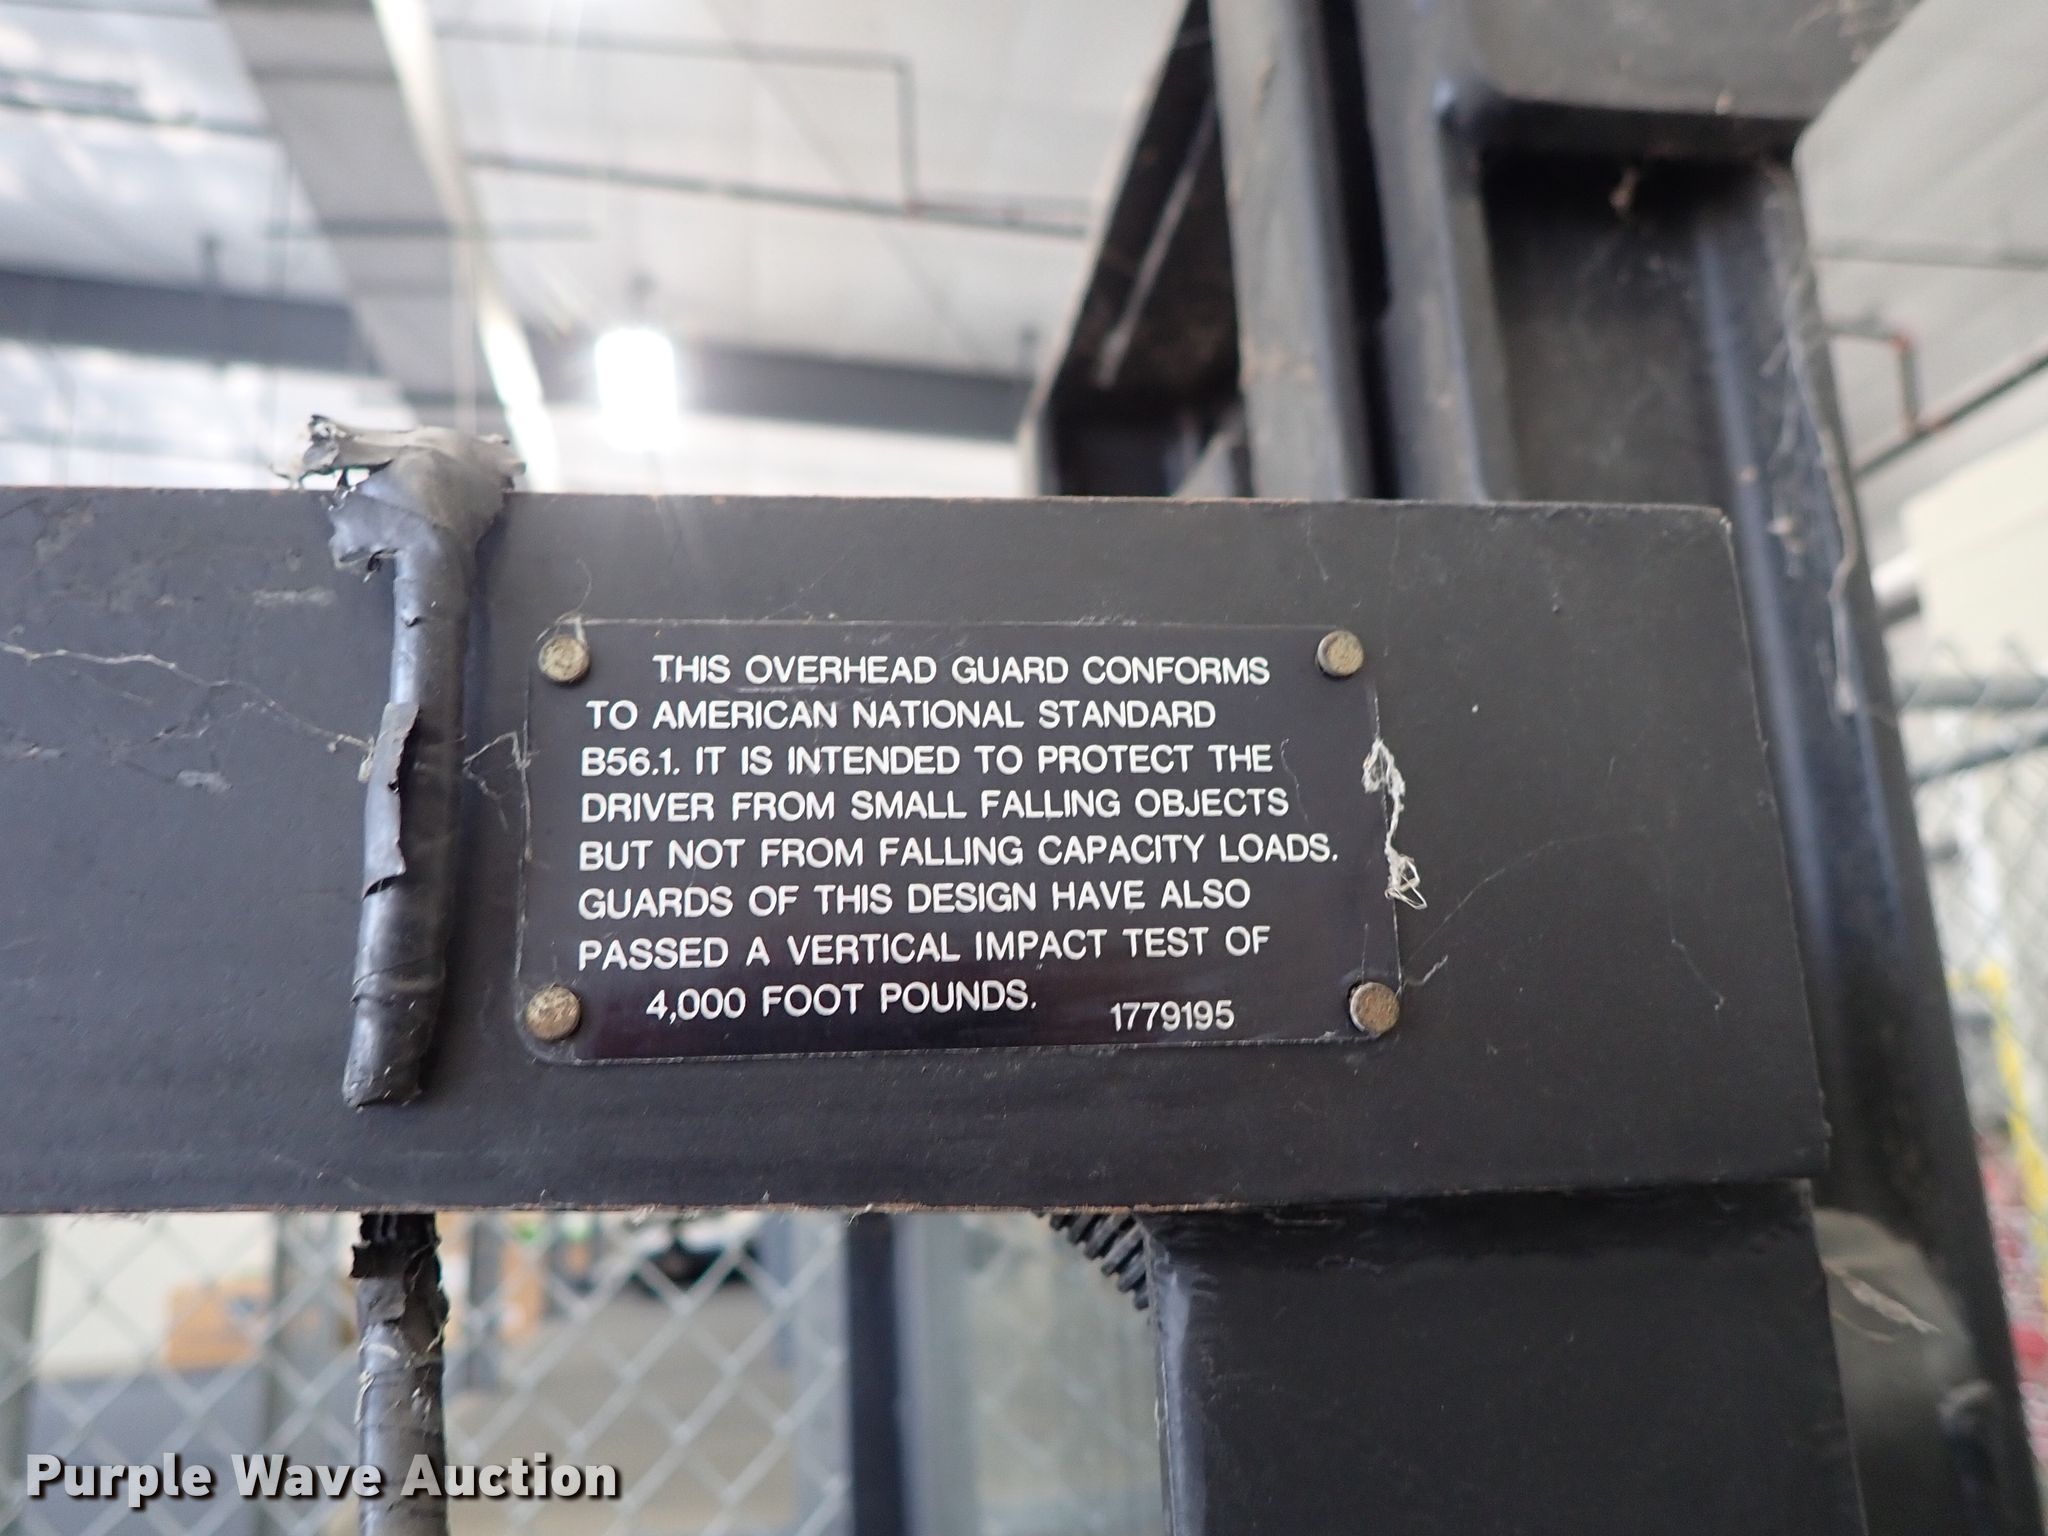 THIS OVERHEAD GUARD CONFORMS
TO AMERICAN NATIONAL STANDARD
B56.1. IT IS INTENDED TO PROTECT THE
DRIVER FROM SMALL FALLING OBJECTS
BUT NOT FROM FALLING CAPACITY LOADS.
GUARDS OF THIS DESIGN HAVE ALSO
PASSED A VERTICAL IMPACT TEST OF
4,000 FOOT POUNDS. 1779195
Purple Wave Auction